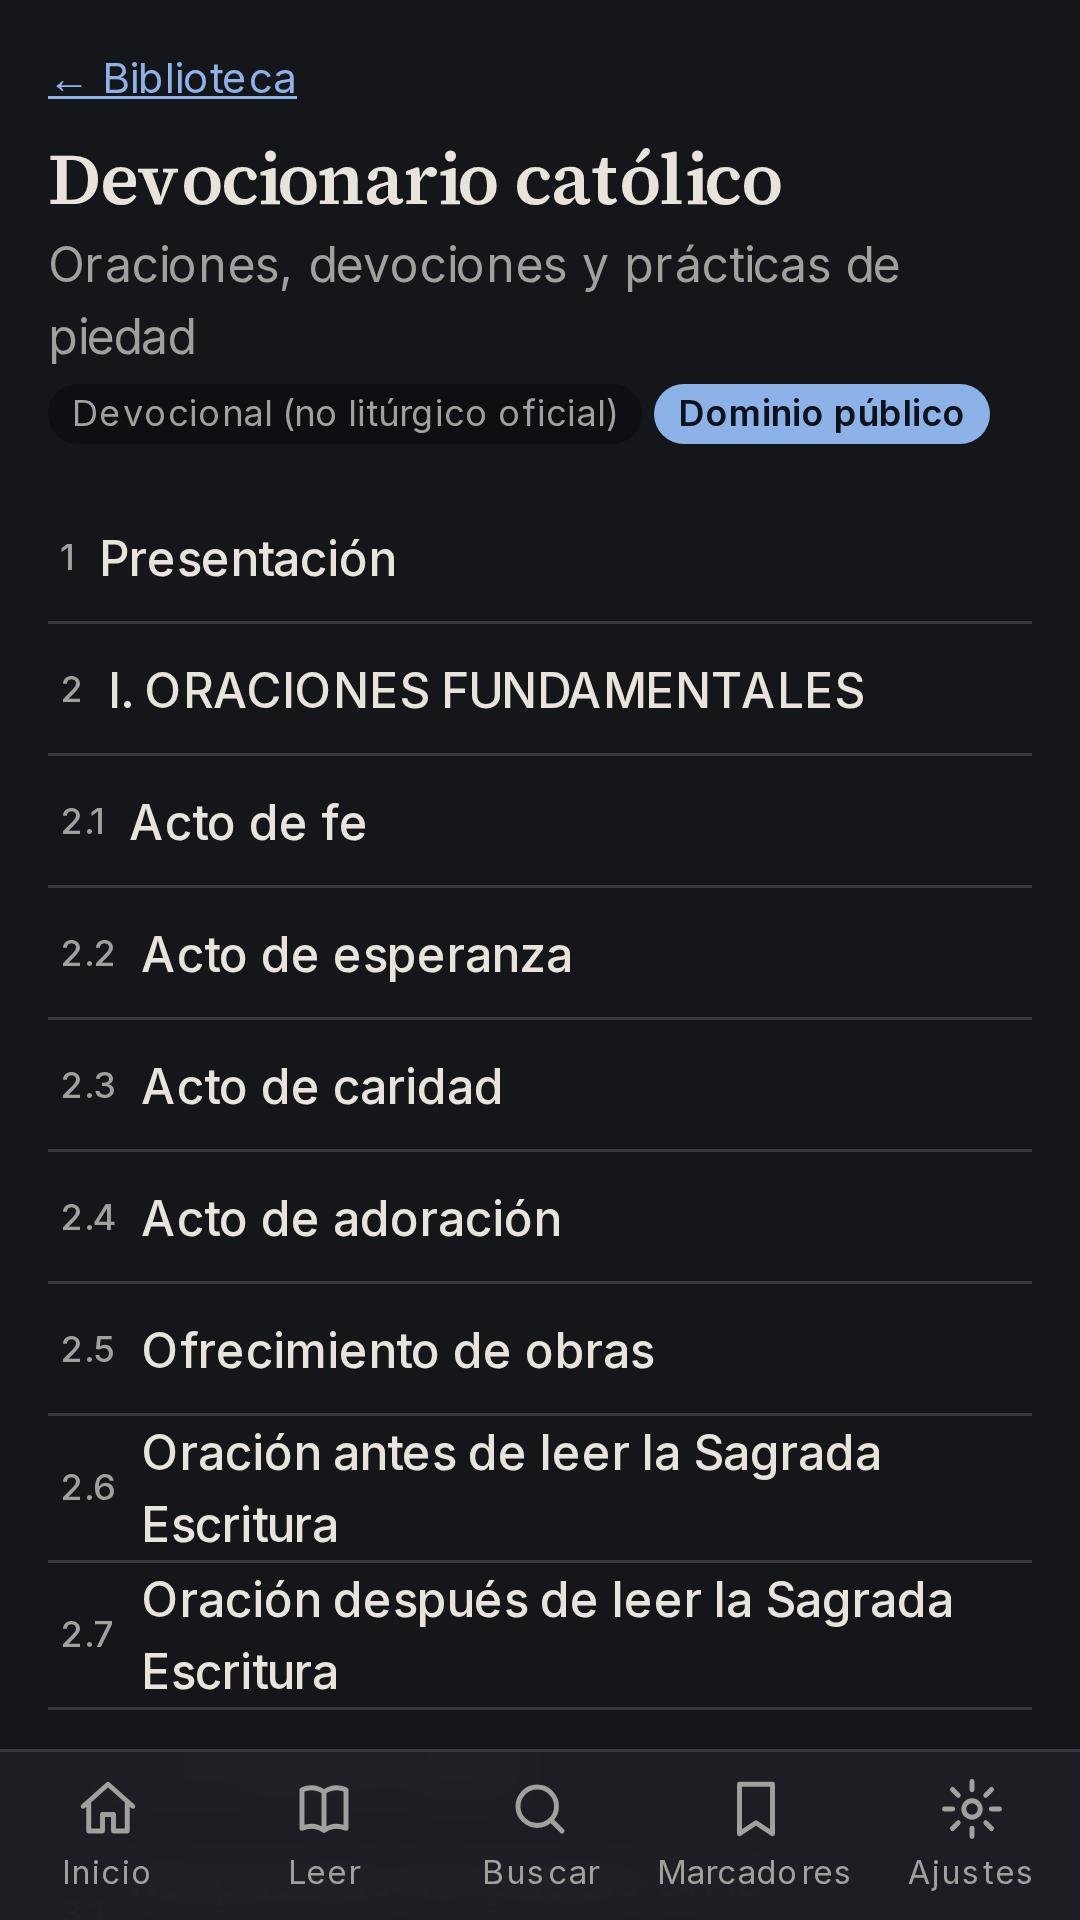 ← Biblioteca
Devocionario católico
Oraciones, devociones y prácticas de
piedad
Devocional (no litúrgico oficial) Dominio público
1 Presentación
2 I. ORACIONES FUNDAMENTALES
2.1 Acto de fe
2.2 Acto de esperanza
2.3 Acto de caridad
2.4 Acto de adoración
2.5 Ofrecimiento de obras
2.6 Oración antes de leer la Sagrada
Escritura
2.7 Oración después de leer la Sagrada
Escritura
Inicio Leer Buscar Marcadores Ajustes